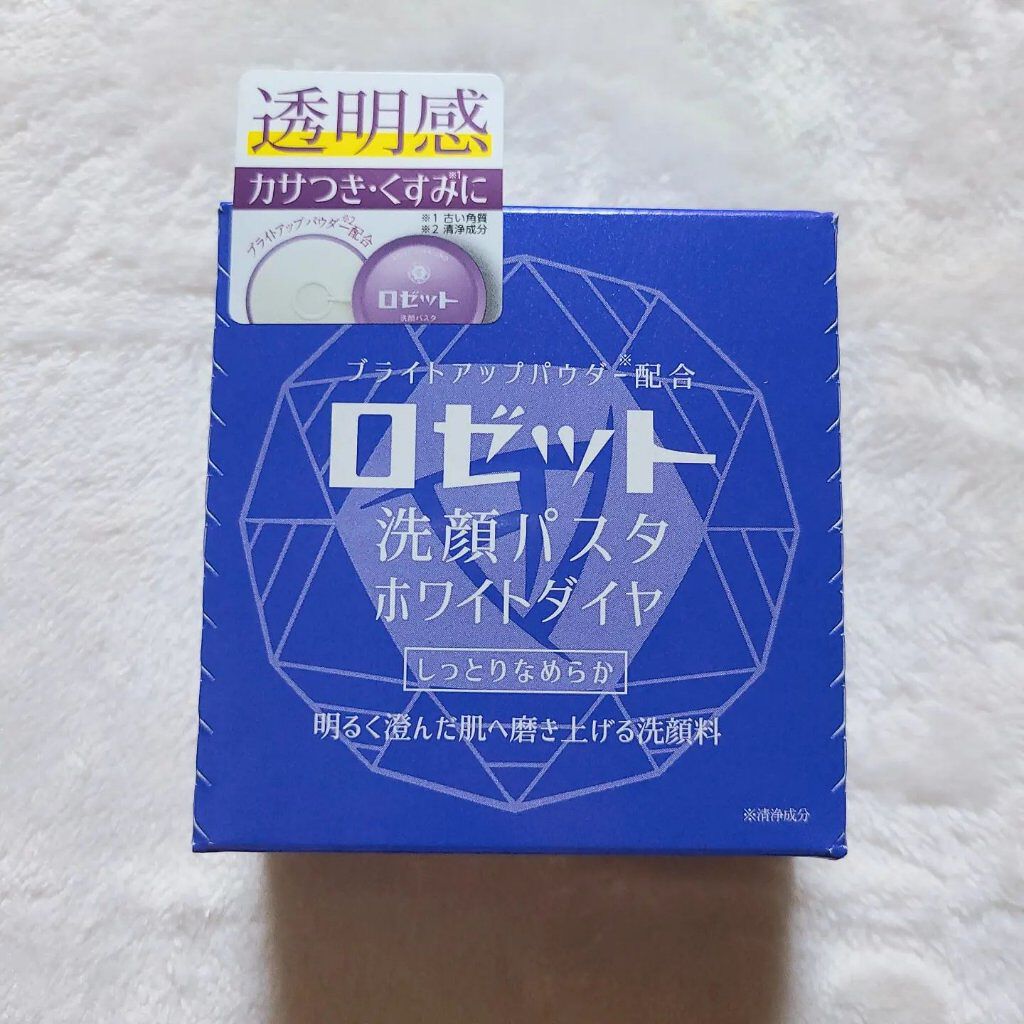 透明感
カサつき・くすみ※1に
ブライトアップパウダー※2配合
※1 古い角質
※2 清浄成分
ロゼット
洗顔パスタ
ブライトアップパウダー※配合
ロゼット
洗顔パスタ
ホワイトダイヤ
しっとりなめらか
明るく澄んだ肌へ磨き上げる洗顔料
※清浄成分